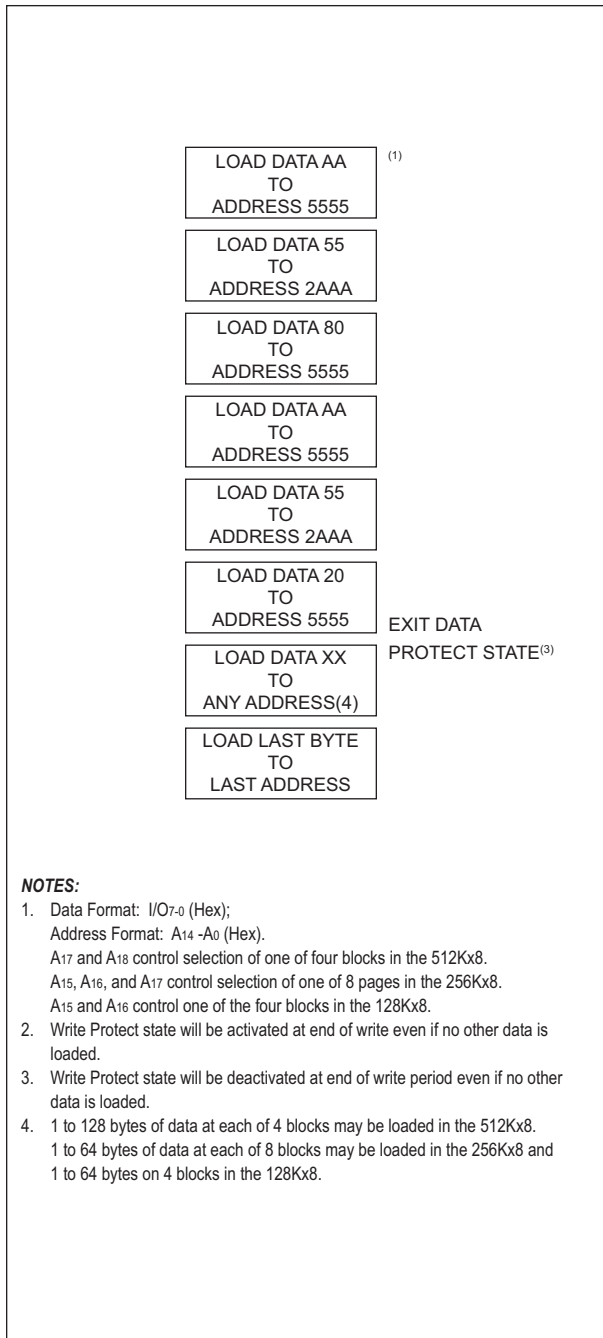 LOAD DATA AA (1)
TO
ADDRESS 5555
LOAD DATA 55
TO
ADDRESS 2AAA
LOAD DATA 80
TO
ADDRESS 5555
LOAD DATA AA
TO
ADDRESS 5555
LOAD DATA 55
TO
ADDRESS 2AAA
LOAD DATA 20
TO
ADDRESS 5555
EXIT DATA
PROTECT STATE(3)
LOAD DATA XX
TO
ANY ADDRESS(4)
LOAD LAST BYTE
TO
LAST ADDRESS
NOTES:
1. Data Format: I/O7-0 (Hex);
Address Format: A14 -A0 (Hex).
A17 and A18 control selection of one of four blocks in the 512Kx8.
A15, A16, and A17 control selection of one of 8 pages in the 256Kx8.
A15 and A16 control one of the four blocks in the 128Kx8.
2. Write Protect state will be activated at end of write even if no other data is
loaded.
3. Write Protect state will be deactivated at end of write period even if no other
data is loaded.
4. 1 to 128 bytes of data at each of 4 blocks may be loaded in the 512Kx8.
1 to 64 bytes of data at each of 8 blocks may be loaded in the 256Kx8 and
1 to 64 bytes on 4 blocks in the 128Kx8.